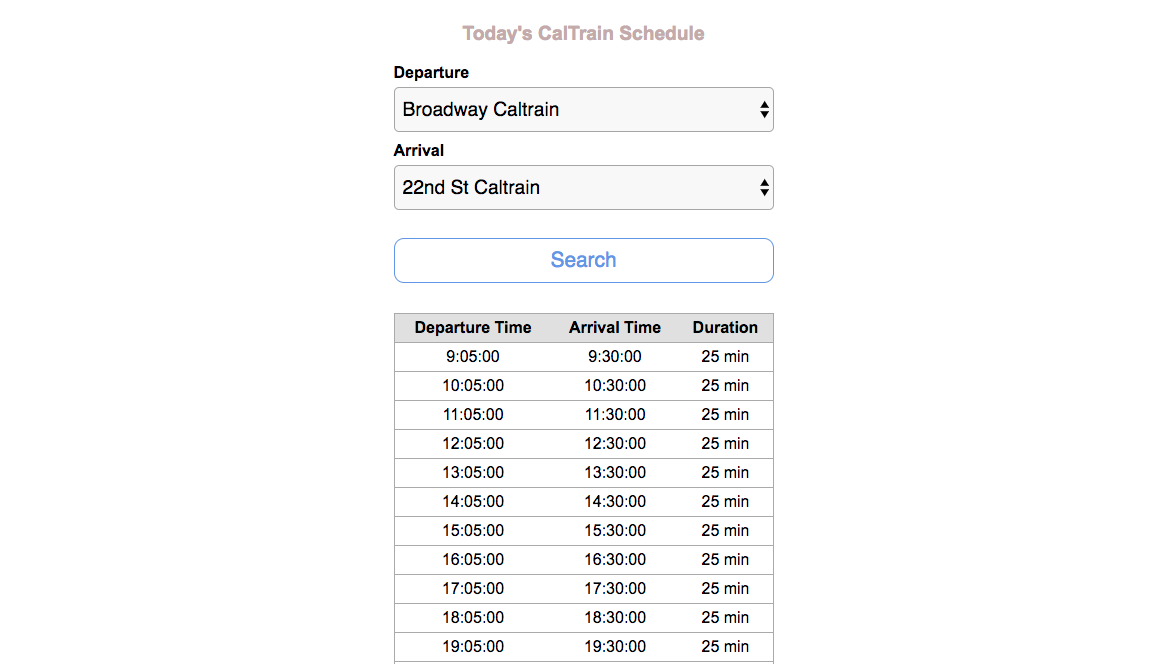 Today's CalTrain Schedule
Departure
Broadway Caltrain
Arrival
22nd St Caltrain
Search
Departure Time Arrival Time Duration
9:05:00 9:30:00 25 min
10:05:00 10:30:00 25 min
11:05:00 11:30:00 25 min
12:05:00 12:30:00 25 min
13:05:00 13:30:00 25 min
14:05:00 14:30:00 25 min
15:05:00 15:30:00 25 min
16:05:00 16:30:00 25 min
17:05:00 17:30:00 25 min
18:05:00 18:30:00 25 min
19:05:00 19:30:00 25 min